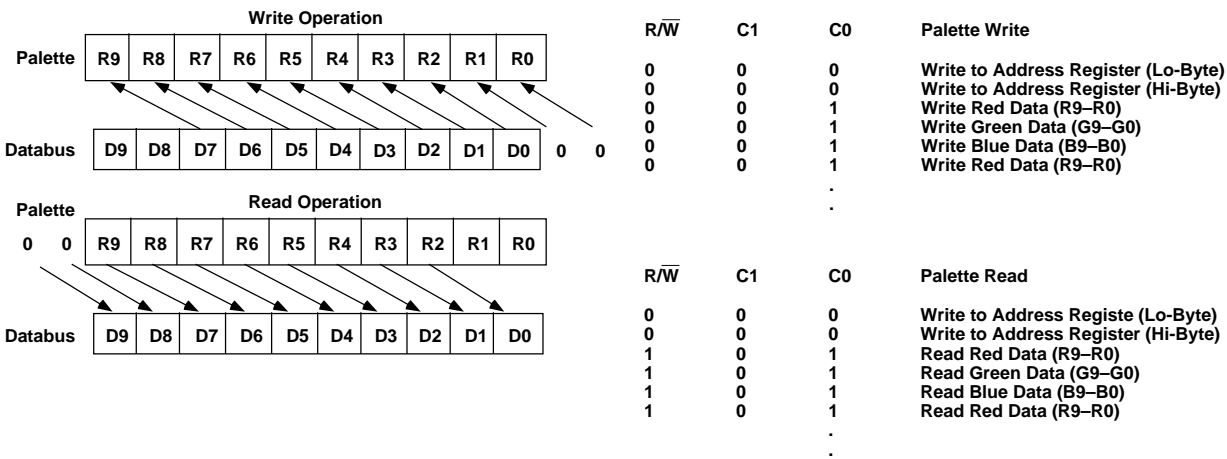 Write Operation
Palette R9 R8 R7 R6 R5 R4 R3 R2 R1 R0
Databus D9 D8 D7 D6 D5 D4 D3 D2 D1 D0 0 0
Read Operation
Palette
0 0 R9 R8 R7 R6 R5 R4 R3 R2 R1 R0
Databus D9 D8 D7 D6 D5 D4 D3 D2 D1 D0
R/W̅ C1 C0 Palette Write
0 0 0 Write to Address Register (Lo-Byte)
0 0 0 Write to Address Register (Hi-Byte)
0 0 1 Write Red Data (R9–R0)
0 0 1 Write Green Data (G9–G0)
0 0 1 Write Blue Data (B9–B0)
0 0 1 Write Red Data (R9–R0)
.
.
R/W̅ C1 C0 Palette Read
0 0 0 Write to Address Registe (Lo-Byte)
0 0 0 Write to Address Register (Hi-Byte)
1 0 1 Read Red Data (R9–R0)
1 0 1 Read Green Data (G9–G0)
1 0 1 Read Blue Data (B9–B0)
1 0 1 Read Red Data (R9–R0)
.
.